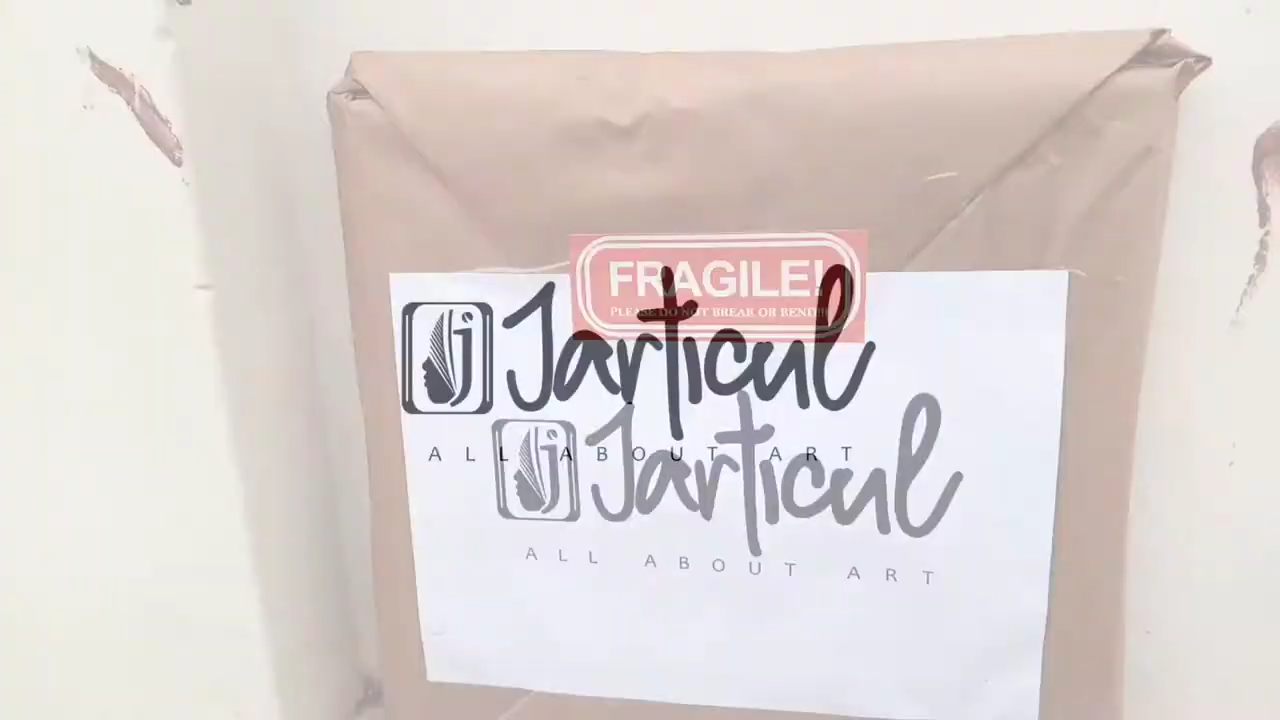 FRAGILE!
PLEASE DO NOT BREAK OR BEND!!!
j Jarticul
ALL ABOUT ART
j Jarticul
ALL ABOUT ART